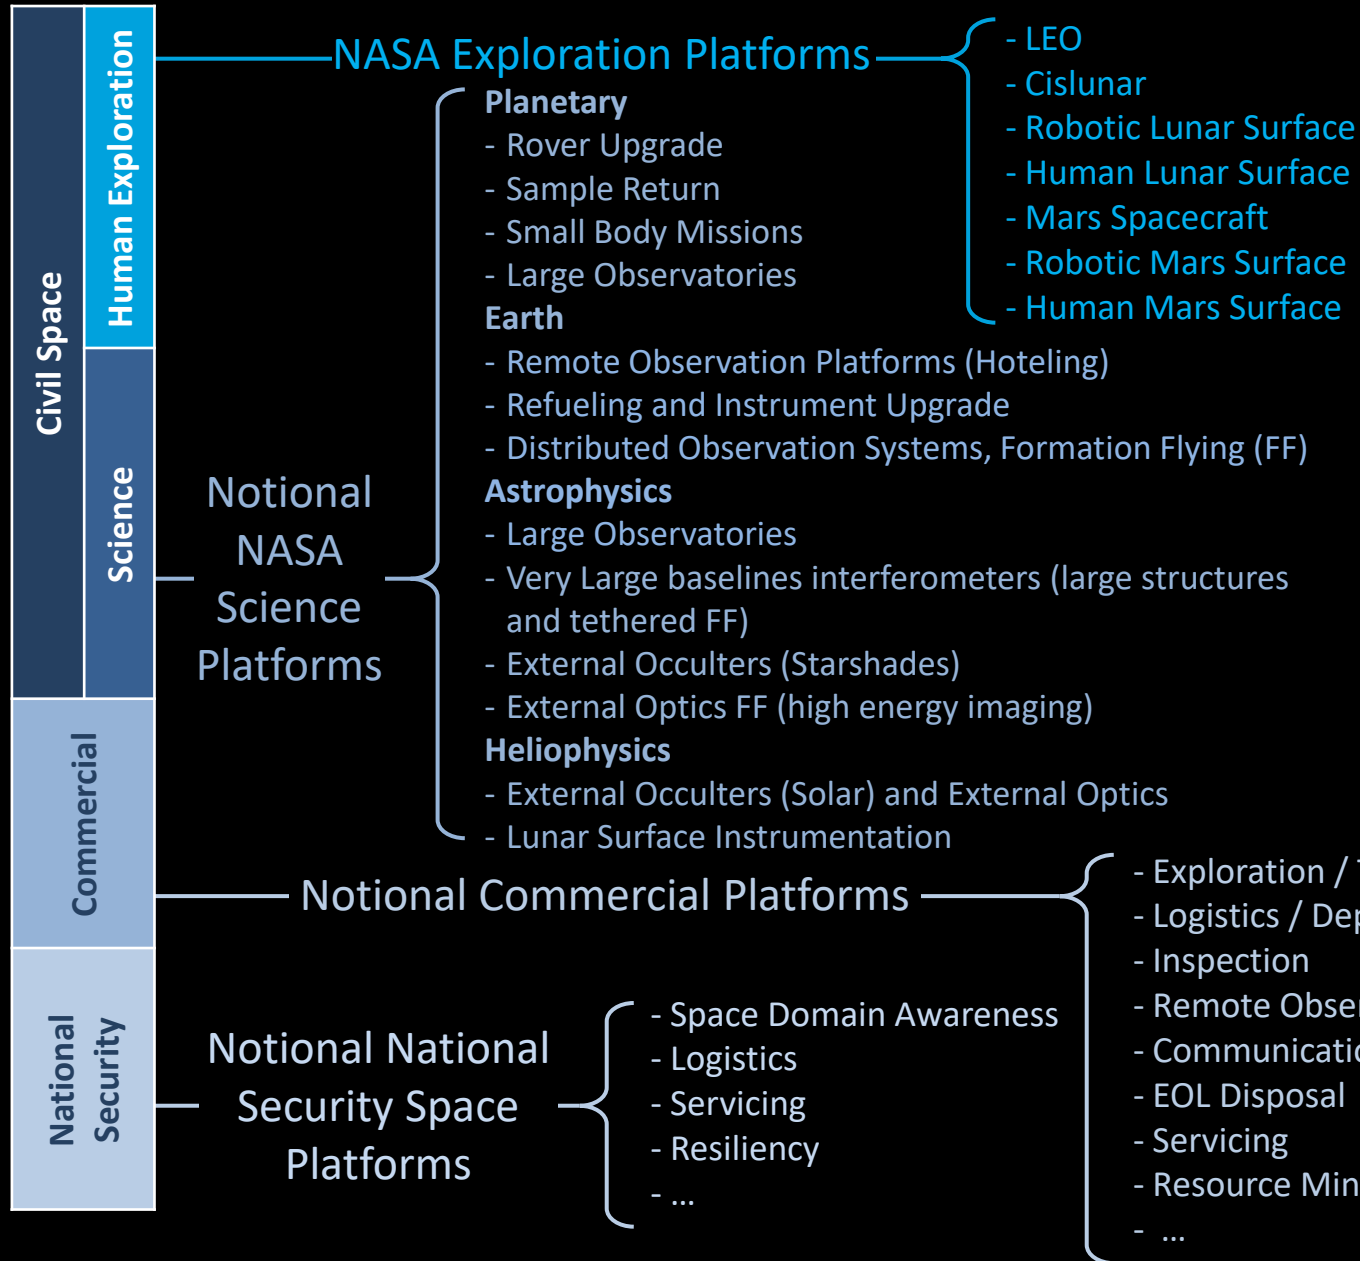 Civil Space
Human Exploration
Science
Commercial
National
Security
NASA Exploration Platforms
- LEO
- Cislunar
- Robotic Lunar Surface
- Human Lunar Surface
- Mars Spacecraft
- Robotic Mars Surface
- Human Mars Surface
Notional
NASA
Science
Platforms
Planetary
- Rover Upgrade
- Sample Return
- Small Body Missions
- Large Observatories
Earth
- Remote Observation Platforms (Hoteling)
- Refueling and Instrument Upgrade
- Distributed Observation Systems, Formation Flying (FF)
Astrophysics
- Large Observatories
- Very Large baselines interferometers (large structures
and tethered FF)
- External Occulters (Starshades)
- External Optics FF (high energy imaging)
Heliophysics
- External Occulters (Solar) and External Optics
- Lunar Surface Instrumentation
Notional Commercial Platforms
- Exploration /
- Logistics /
- Inspection
- Remote
-
- EOL Disposal
- Servicing
- Resource
- ...
Notional National
Security Space
Platforms
- Space Domain Awareness
- Logistics
- Servicing
- Resiliency
- ...